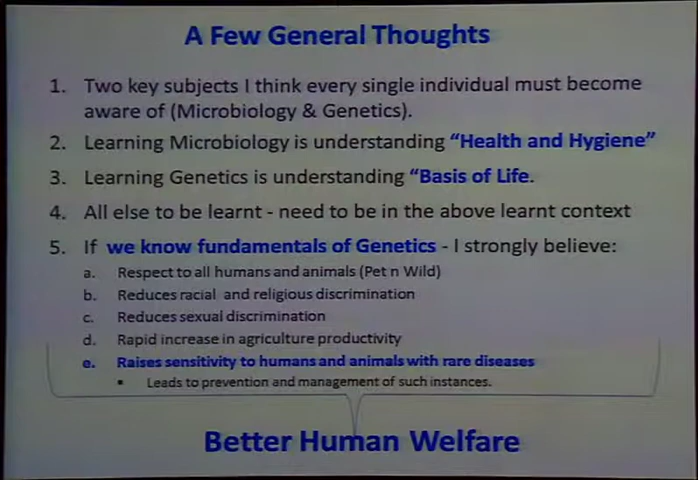 A Few General Thoughts
1. Two key subjects I think every single individual must become
aware of (Microbiology & Genetics).
2. Learning Microbiology is understanding “Health and Hygiene”
3. Learning Genetics is understanding “Basis of Life.
4. All else to be learnt - need to be in the above learnt context
5. If we know fundamentals of Genetics - I strongly believe:
a. Respect to all humans and animals (Pet n Wild)
b. Reduces racial and religious discrimination
c. Reduces sexual discrimination
d. Rapid increase in agriculture productivity
e. Raises sensitivity to humans and animals with rare diseases
▪ Leads to prevention and management of such instances.
Better Human Welfare